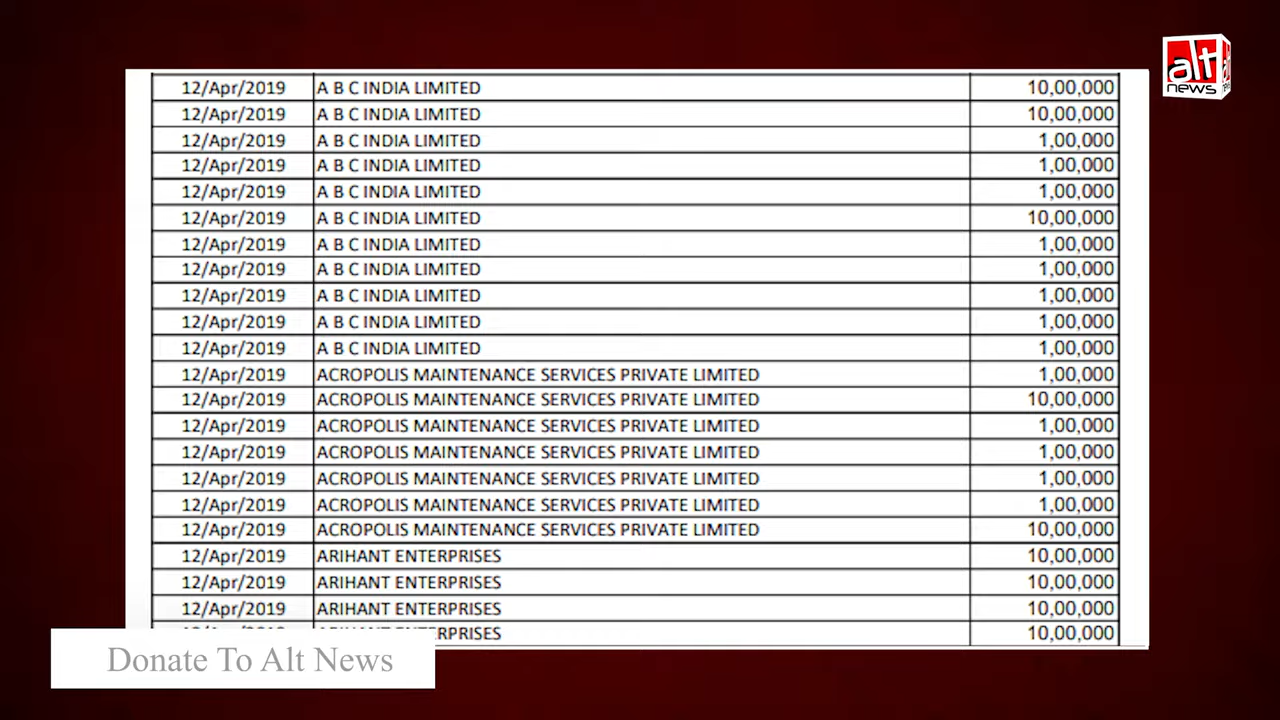 alt
news
12/Apr/2019 A B C INDIA LIMITED 10,00,000
12/Apr/2019 A B C INDIA LIMITED 10,00,000
12/Apr/2019 A B C INDIA LIMITED 1,00,000
12/Apr/2019 A B C INDIA LIMITED 1,00,000
12/Apr/2019 A B C INDIA LIMITED 1,00,000
12/Apr/2019 A B C INDIA LIMITED 10,00,000
12/Apr/2019 A B C INDIA LIMITED 1,00,000
12/Apr/2019 A B C INDIA LIMITED 1,00,000
12/Apr/2019 A B C INDIA LIMITED 1,00,000
12/Apr/2019 A B C INDIA LIMITED 1,00,000
12/Apr/2019 A B C INDIA LIMITED 1,00,000
12/Apr/2019 ACROPOLIS MAINTENANCE SERVICES PRIVATE LIMITED 1,00,000
12/Apr/2019 ACROPOLIS MAINTENANCE SERVICES PRIVATE LIMITED 10,00,000
12/Apr/2019 ACROPOLIS MAINTENANCE SERVICES PRIVATE LIMITED 1,00,000
12/Apr/2019 ACROPOLIS MAINTENANCE SERVICES PRIVATE LIMITED 1,00,000
12/Apr/2019 ACROPOLIS MAINTENANCE SERVICES PRIVATE LIMITED 1,00,000
12/Apr/2019 ACROPOLIS MAINTENANCE SERVICES PRIVATE LIMITED 1,00,000
12/Apr/2019 ACROPOLIS MAINTENANCE SERVICES PRIVATE LIMITED 10,00,000
12/Apr/2019 ARIHANT ENTERPRISES 10,00,000
12/Apr/2019 ARIHANT ENTERPRISES 10,00,000
12/Apr/2019 ARIHANT ENTERPRISES 10,00,000
ENTERPRISES 10,00,000
Donate To Alt News